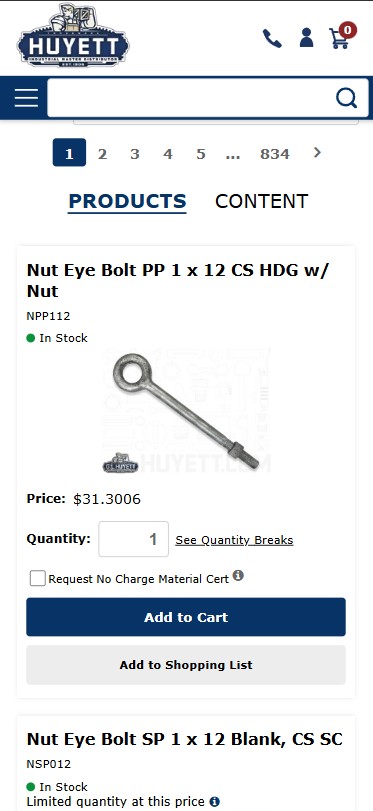 HUYETT
INDUSTRIAL MASTER DISTRIBUTOR
EST. 1906
0
1 2 3 4 5 ... 834
PRODUCTS CONTENT
Nut Eye Bolt PP 1 x 12 CS HDG w/
Nut
NPP112
In Stock
G.L. HUYETT HUYETT.COM
Price: $31.3006
Quantity: 1 See Quantity Breaks
Request No Charge Material Cert
Add to Cart
Add to Shopping List
Nut Eye Bolt SP 1 x 12 Blank, CS SC
NSP012
In Stock
Limited quantity at this price